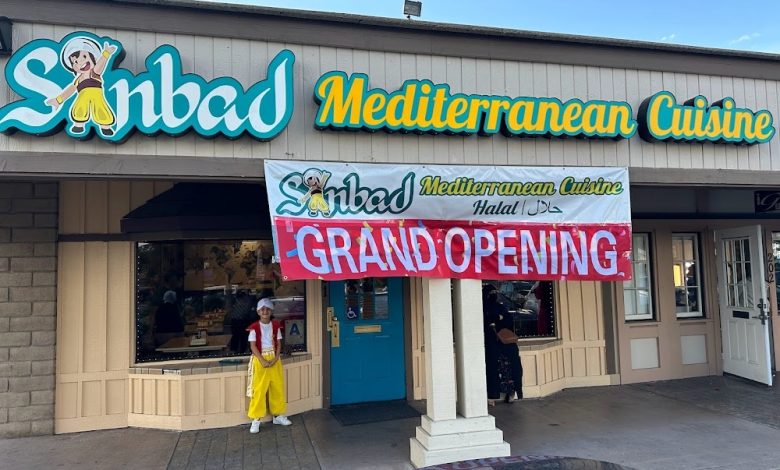 Sinbad Mediterranean Cuisine
Sinbad Mediterranean Cuisine
Halal | حلال
GRAND OPENING
A